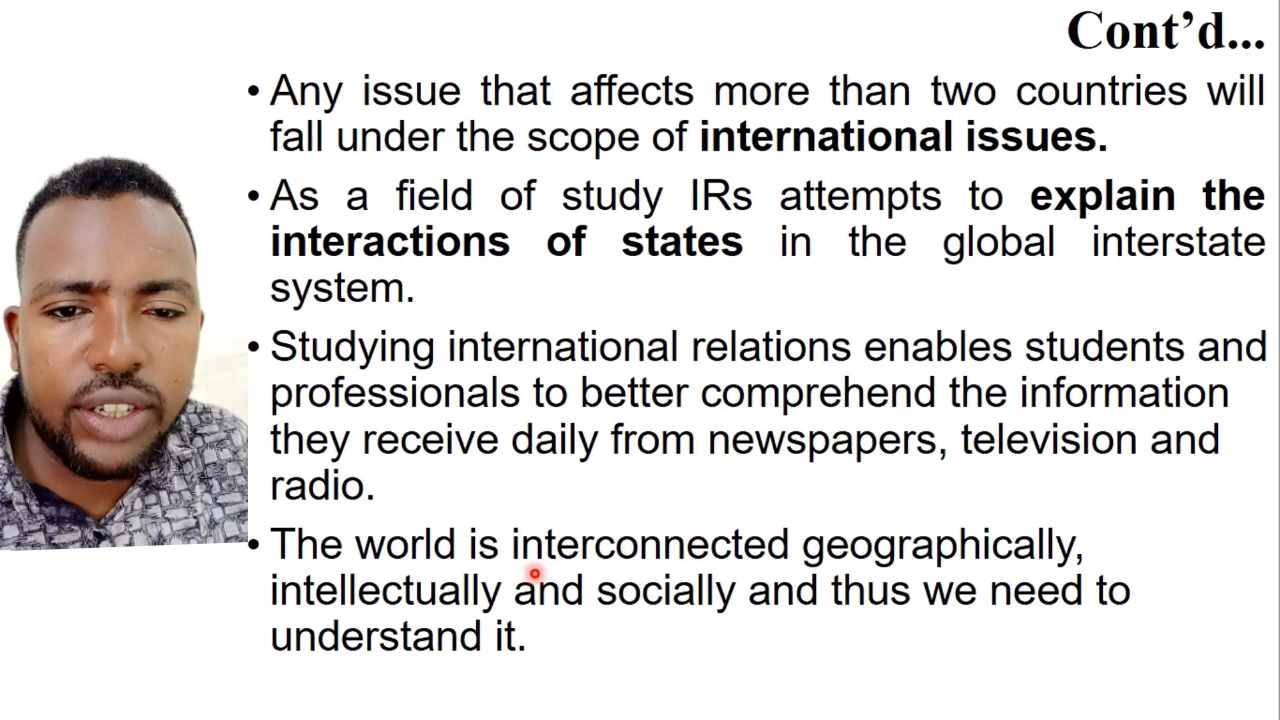 Cont’d...
• Any issue that affects more than two countries will
fall under the scope of international issues.
• As a field of study IRs attempts to explain the
interactions of states in the global interstate
system.
• Studying international relations enables students and
professionals to better comprehend the information
they receive daily from newspapers, television and
radio.
• The world is interconnected geographically,
intellectually and socially and thus we need to
understand it.